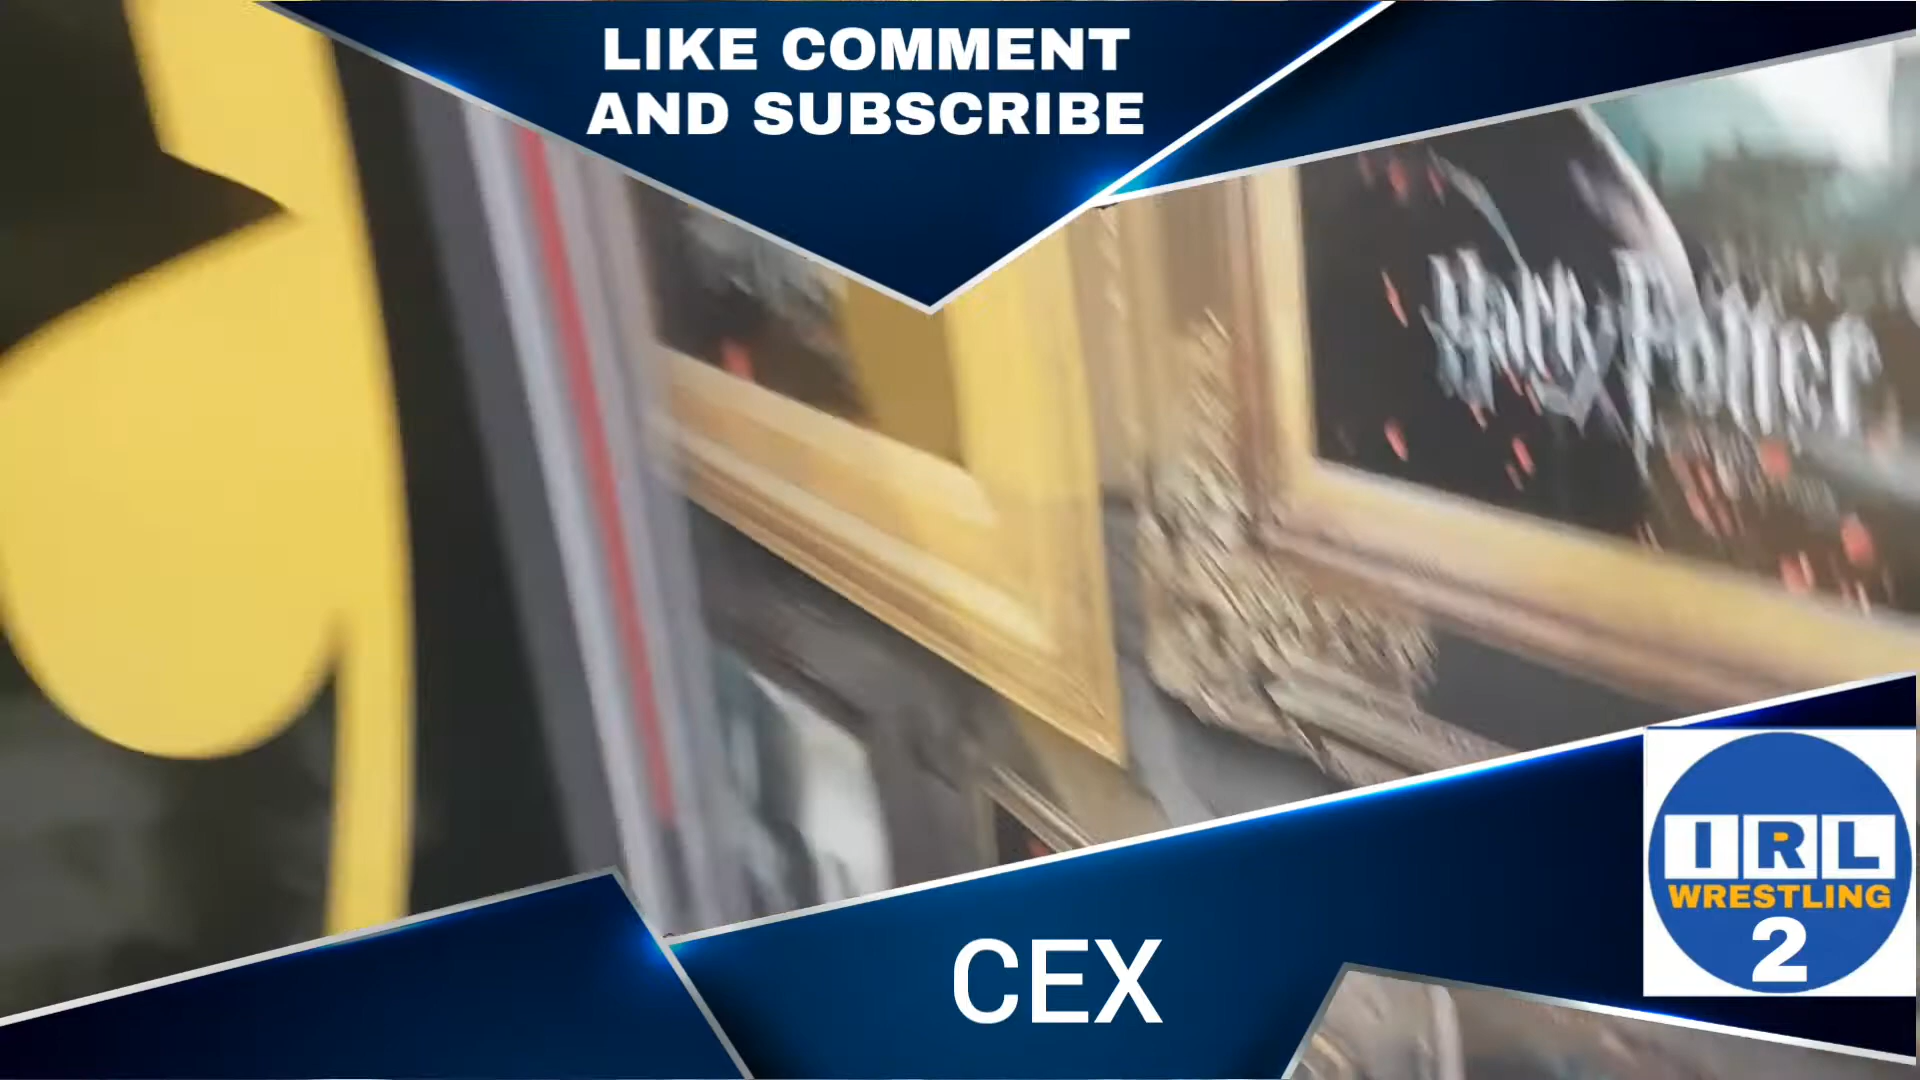 LIKE COMMENT
AND SUBSCRIBE
Harry Potter
CEX
IRL
WRESTLING
2